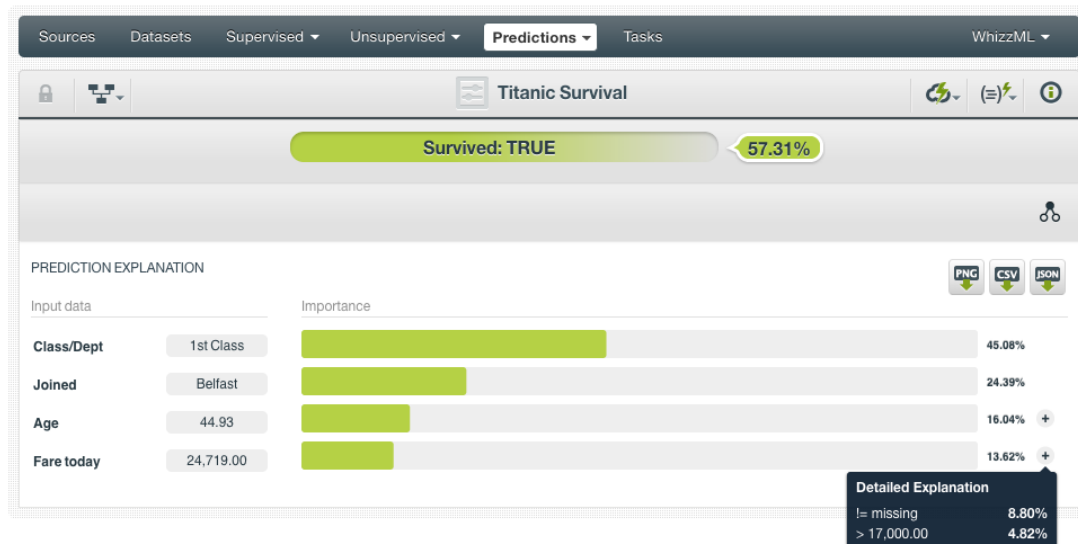 Sources Datasets Supervised Unsupervised Predictions Tasks WhizzML
Titanic Survival
Survived: TRUE 57.31%
PREDICTION EXPLANATION
PNG CSV JSON
Input data Importance
Class/Dept 1st Class 45.08%
Joined Belfast 24.39%
Age 44.93 16.04% +
Fare today 24,719.00 13.62% +
Detailed Explanation
!= missing 8.80%
> 17,000.00 4.82%